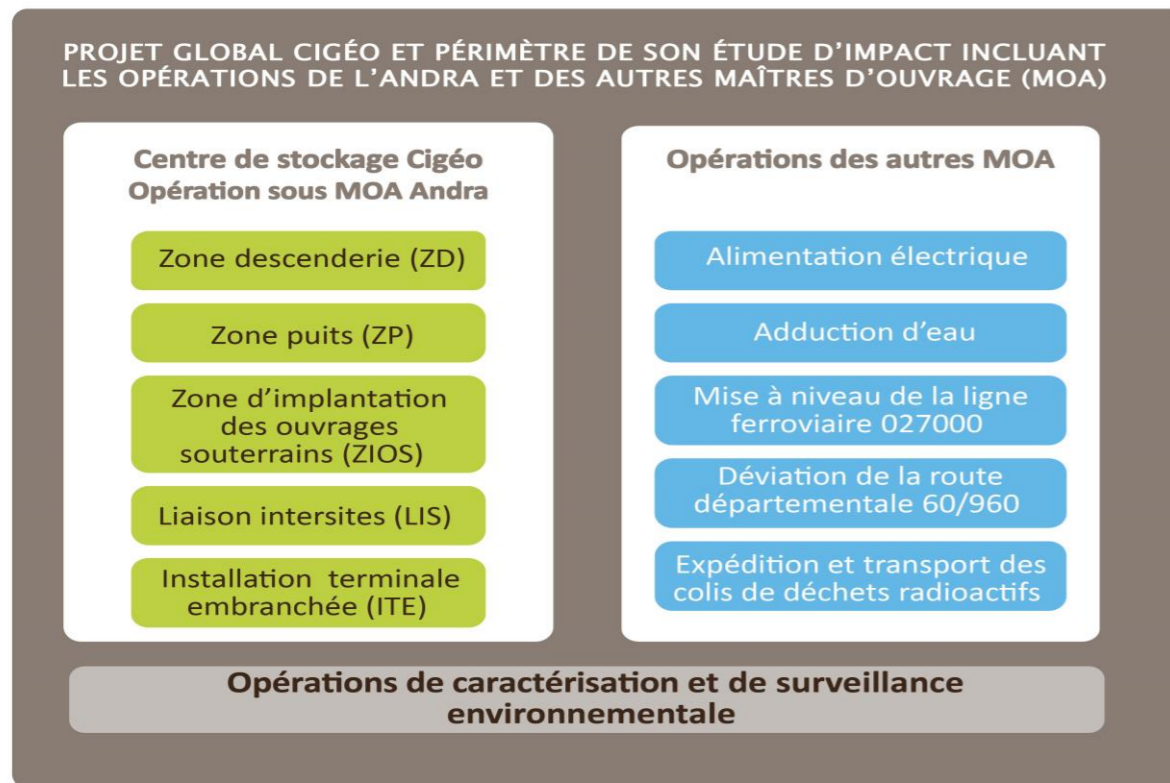 PROJET GLOBAL CIGÉO ET PÉRIMÈTRE DE SON ÉTUDE D’IMPACT INCLUANT
LES OPÉRATIONS DE L’ANDRA ET DES AUTRES MAÎTRES D’OUVRAGE (MOA)
Centre de stockage Cigéo
Opération sous MOA Andra
Zone descenderie (ZD)
Zone puits (ZP)
Zone d’implantation
des ouvrages
souterrains (ZIOS)
Liaison intersites (LIS)
Installation terminale
embranchée (ITE)
Opérations des autres MOA
Alimentation électrique
Adduction d’eau
Mise à niveau de la ligne
ferroviaire 027000
Déviation de la route
départementale 60/960
Expédition et transport des
colis de déchets radioactifs
Opérations de caractérisation et de surveillance
environnementale